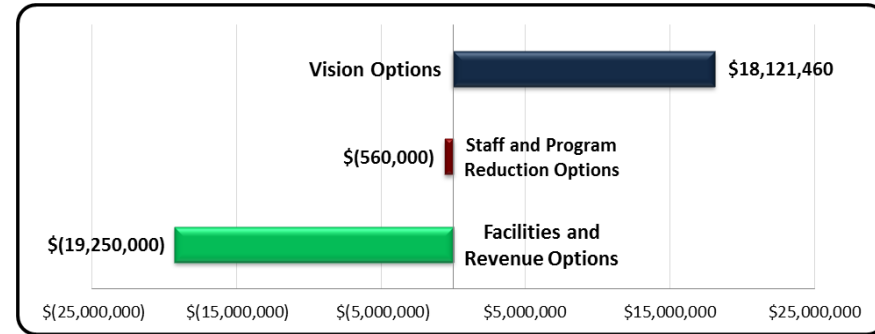 Vision Options
$18,121,460
$(560,000)
Staff and Program
Reduction Options
$(19,250,000)
Facilities and
Revenue Options
$(25,000,000)
$(15,000,000)
$(5,000,000)
$5,000,000
$15,000,000
$25,000,000